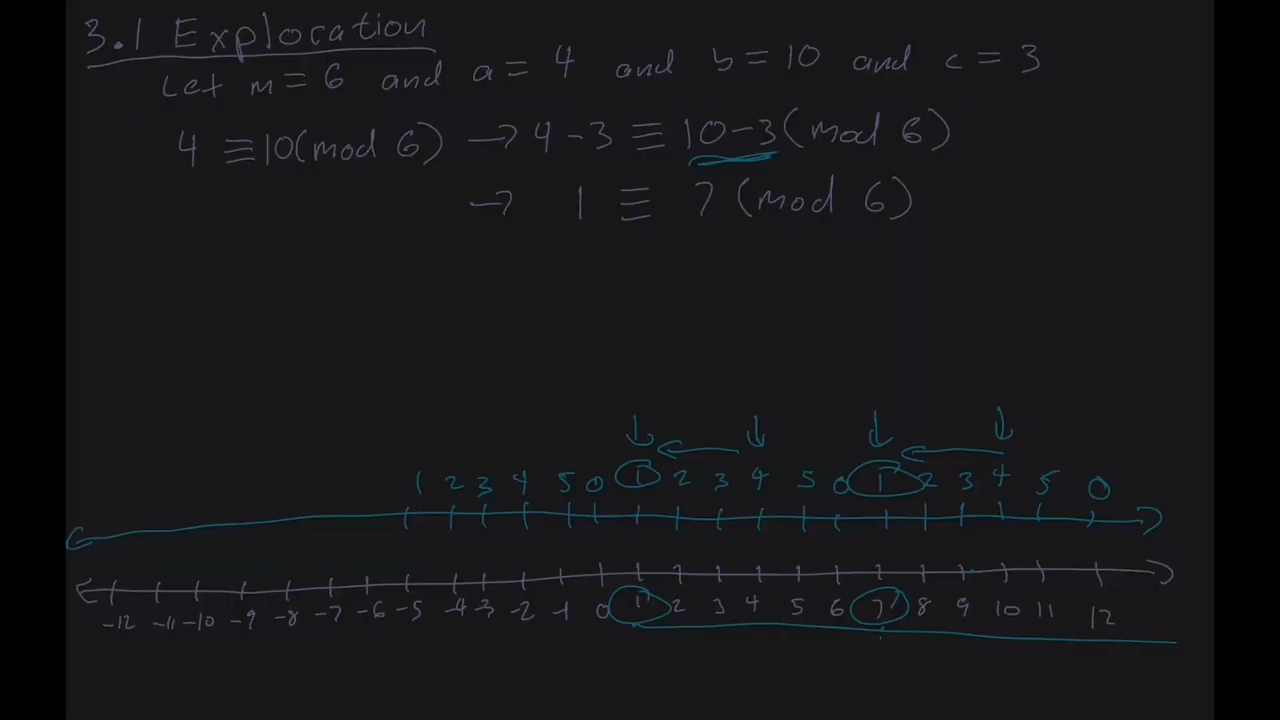 3.1 Exploration
Let m = 6 and a = 4 and b = 10 and c = 3
4 ≡ 10 (mod 6) → 4 - 3 ≡ 10 - 3 (mod 6)
→ 1 ≡ 7 (mod 6)
1 2 3 4 5 0 1 2 3 4 5 0 1 2 3 4 5 0
-12 -11 -10 -9 -8 -7 -6 -5 -4 -3 -2 -1 0 1 2 3 4 5 6 7 8 9 10 11 12